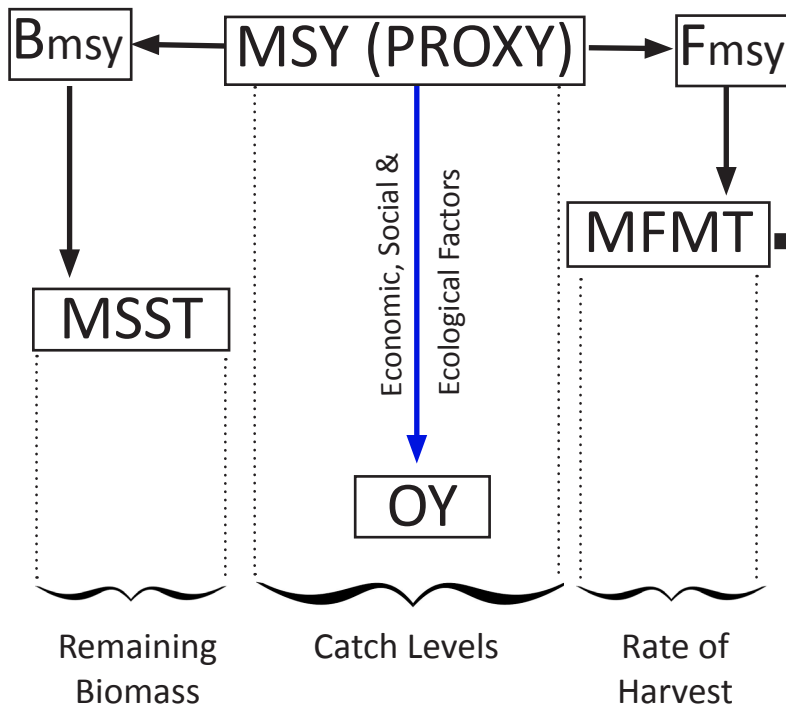 Bmsy
MSY (PROXY)
Fmsy
MFMT
MSST
Economic, Social &
Ecological Factors
OY
Remaining
Biomass
Catch Levels
Rate of
Harvest